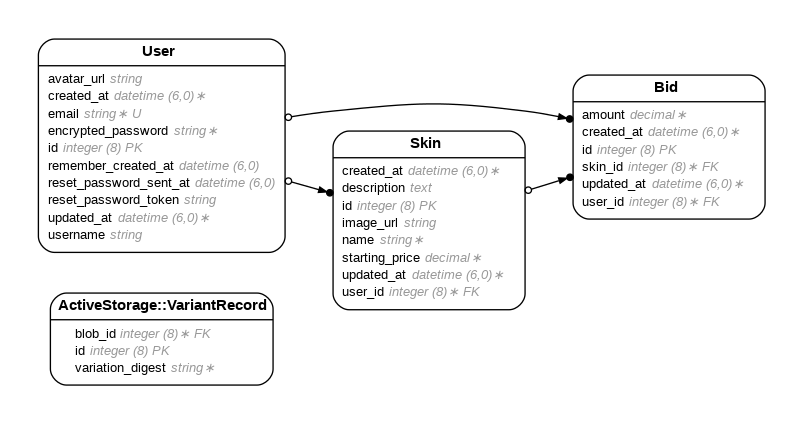 User
avatar_url string
created_at datetime (6,0)∗
email string∗ U
encrypted_password string∗
id integer (8) PK
remember_created_at datetime (6,0)
reset_password_sent_at datetime (6,0)
reset_password_token string
updated_at datetime (6,0)∗
username string
Skin
created_at datetime (6,0)∗
description text
id integer (8) PK
image_url string
name string∗
starting_price decimal∗
updated_at datetime (6,0)∗
user_id integer (8)∗ FK
Bid
amount decimal∗
created_at datetime (6,0)∗
id integer (8) PK
skin_id integer (8)∗ FK
updated_at datetime (6,0)∗
user_id integer (8)∗ FK
ActiveStorage::VariantRecord
blob_id integer (8)∗ FK
id integer (8) PK
variation_digest string∗